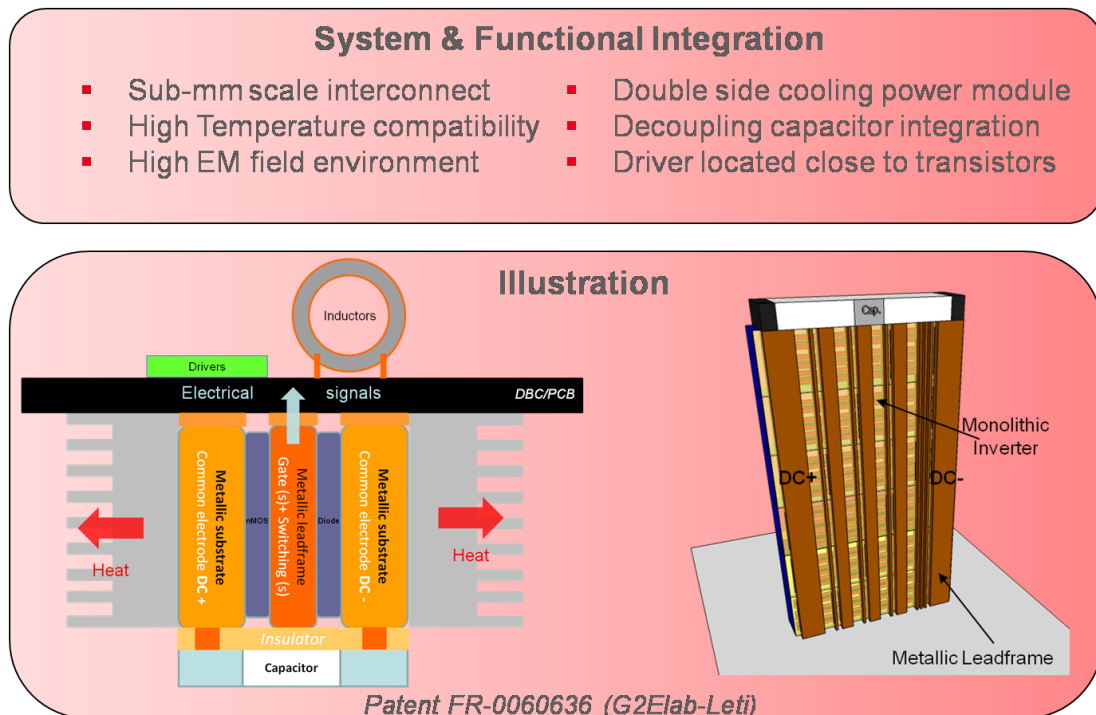 System & Functional Integration
Sub-mm scale interconnect
High Temperature compatibility
High EM field environment
Double side cooling power module
Decoupling capacitor integration
Driver located close to transistors
Illustration
Inductors
Drivers
Electrical signals
DBC/PCB
Metallic substrate
Common electrode DC +
nMOS
Metallic leadframe
Gate (s)+ Switching (s)
Diode
Metallic substrate
Common electrode DC -
Heat
Heat
Insulator
Capacitor
Cap.
Monolithic
Inverter
DC+
DC-
Metallic Leadframe
Patent FR-0060636 (G2Elab-Leti)